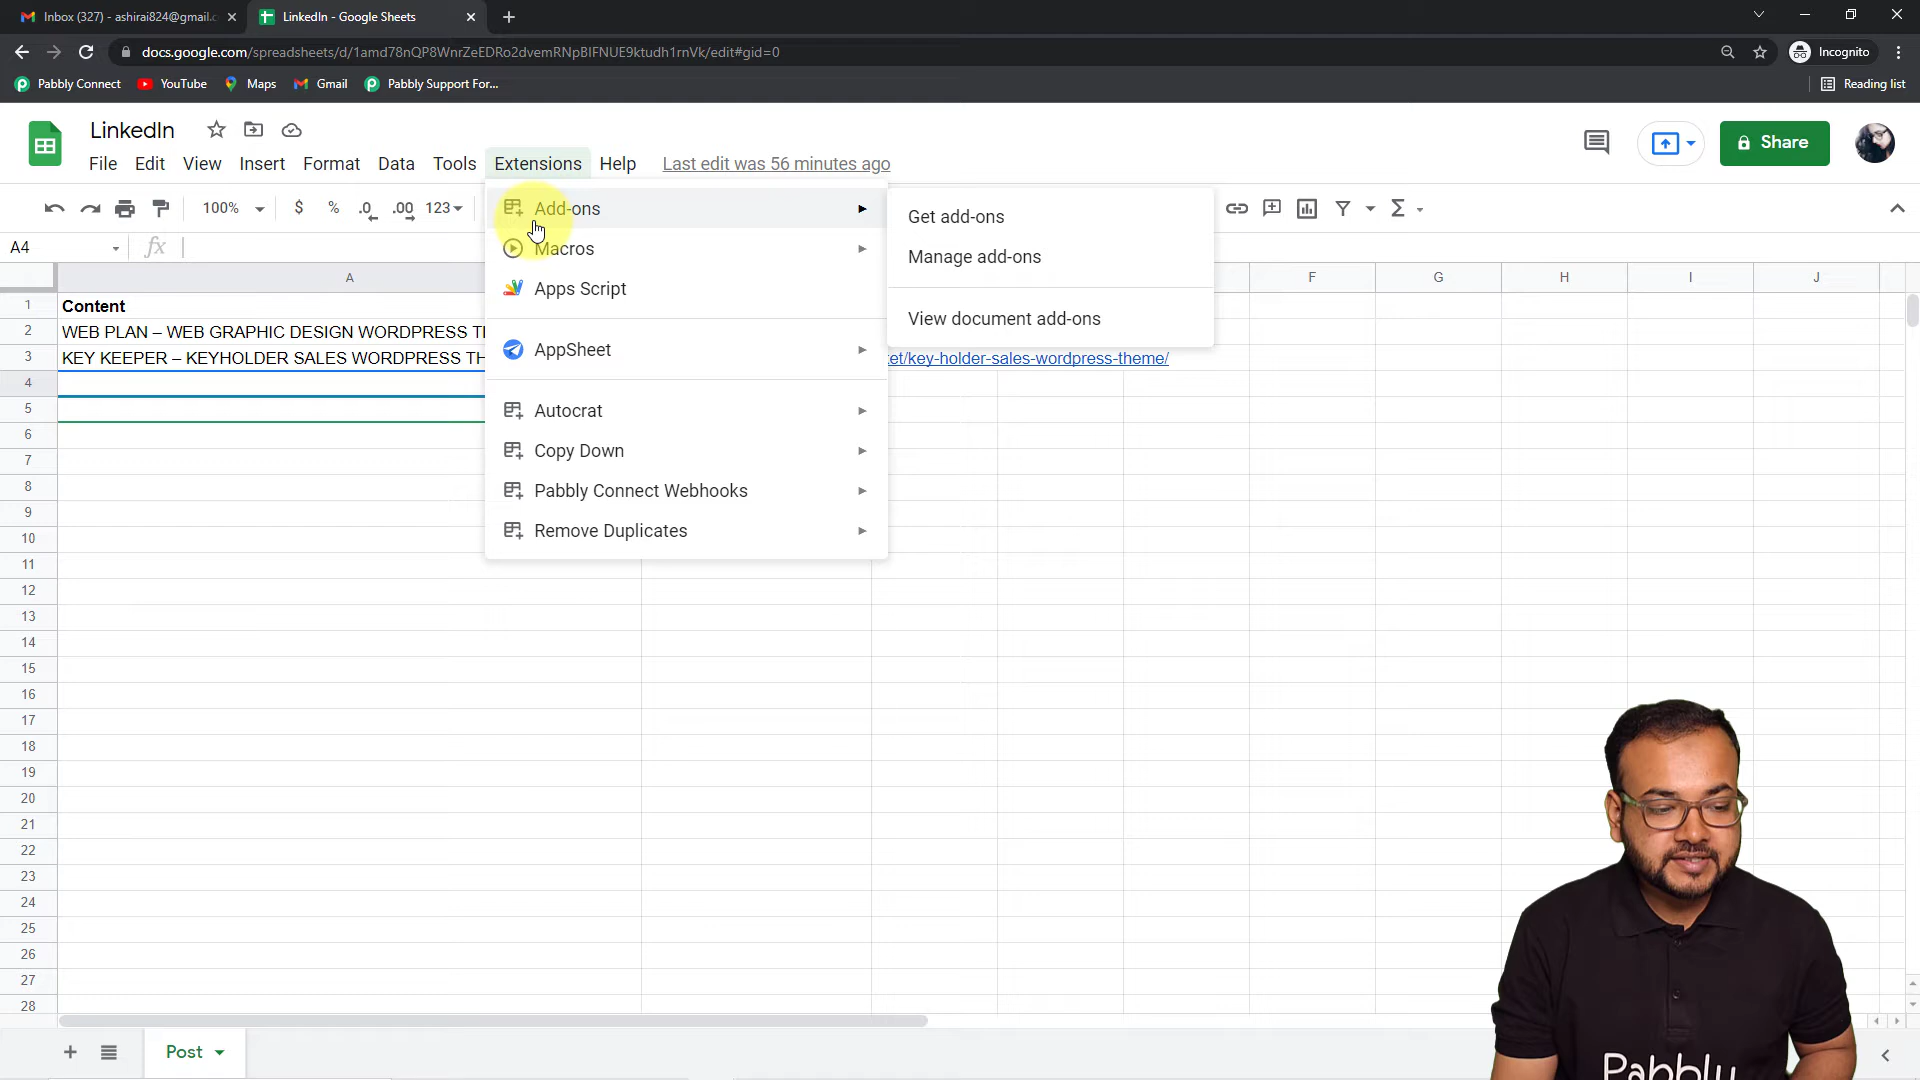 Inbox (327) - ashirai824@gmail.c
LinkedIn - Google Sheets
docs.google.com/spreadsheets/d/1amd78nQP8WnrZeEDRo2dvemRNpBIFNUE9ktudh1rnVk/edit#gid=0
Incognito
Pabbly Connect
YouTube
Maps
Gmail
Pabbly Support For...
Reading list
LinkedIn
Share
File Edit View Insert Format Data Tools Extensions Help Last edit was 56 minutes ago
100% $ % .0 .00 123
Add-ons
Macros
Apps Script
AppSheet
Autocrat
Copy Down
Pabbly Connect Webhooks
Remove Duplicates
Get add-ons
Manage add-ons
View document add-ons
A4 fx
A F G H I J
1 Content
2 WEB PLAN – WEB GRAPHIC DESIGN WORDPRESS T
3 KEY KEEPER – KEYHOLDER SALES WORDPRESS TH et/key-holder-sales-wordpress-theme/
4
5
6
7
8
9
10
11
12
13
14
15
16
17
18
19
20
21
22
23
24
25
26
27
28
Post
Pabbly